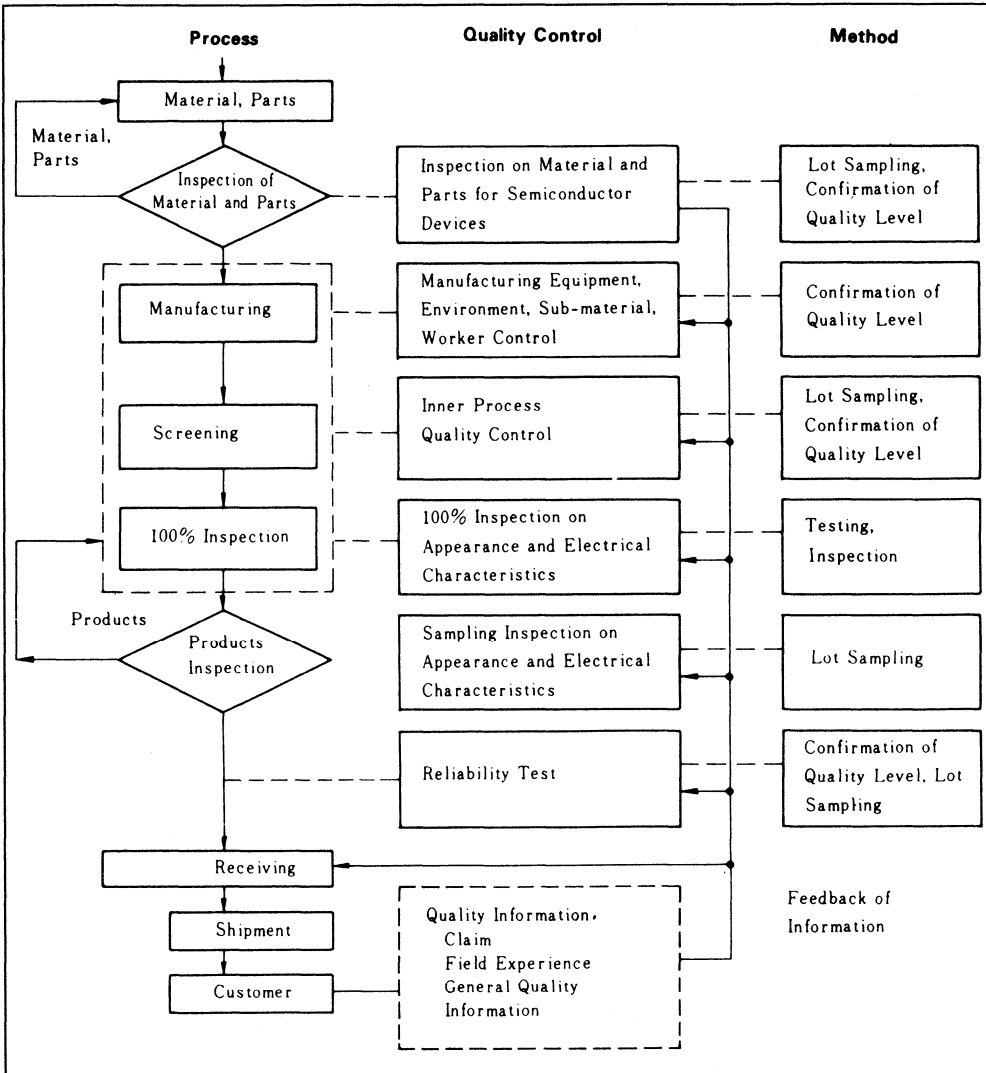 Process
Quality Control
Method
Material, Parts
Material,
Parts
Inspection of
Material and Parts
Inspection on Material and
Parts for Semiconductor
Devices
Lot Sampling,
Confirmation of
Quality Level
Manufacturing
Manufacturing Equipment,
Environment, Sub-material,
Worker Control
Confirmation of
Quality Level
Screening
Inner Process
Quality Control
Lot Sampling,
Confirmation of
Quality Level
100% Inspection
100% Inspection on
Appearance and Electrical
Characteristics
Testing,
Inspection
Products
Products
Inspection
Sampling Inspection on
Appearance and Electrical
Characteristics
Lot Sampling
Reliability Test
Confirmation of
Quality Level, Lot
Sampling
Receiving
Shipment
Customer
Quality Information.
Claim
Field Experience
General Quality
Information
Feedback of
Information